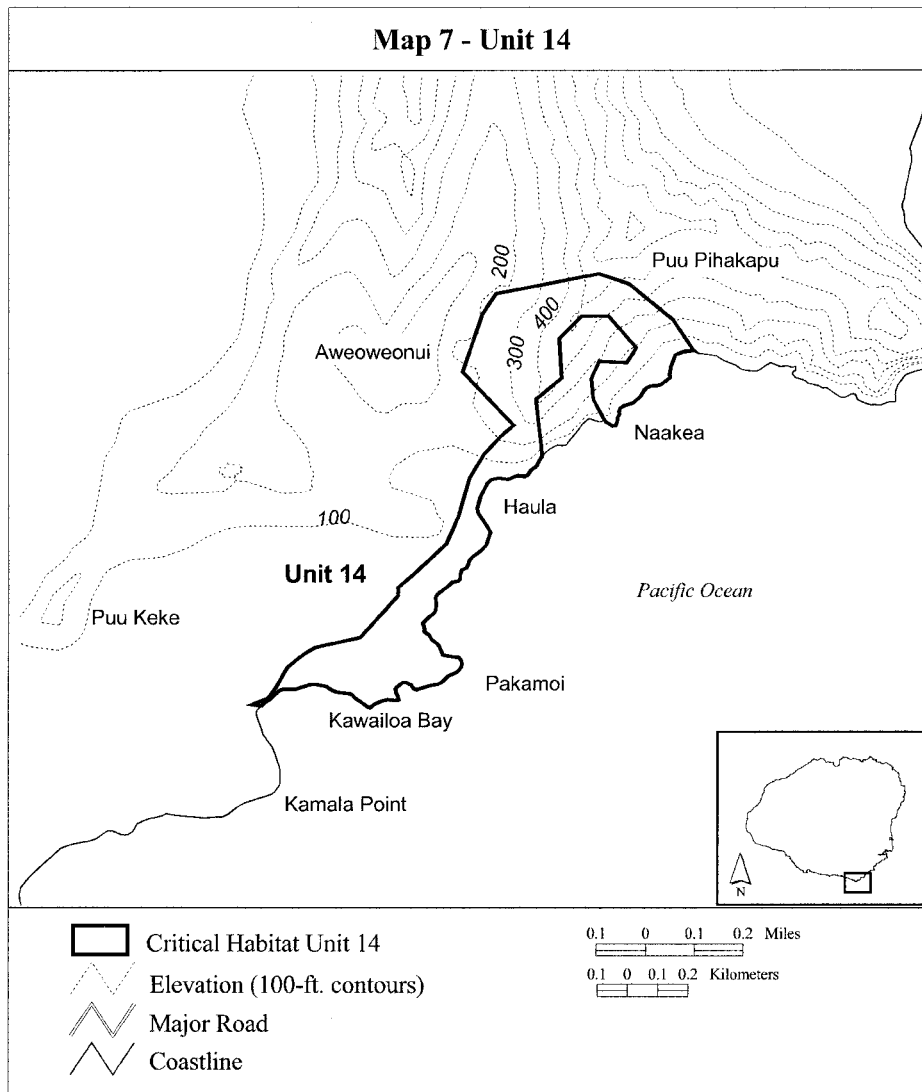 Map 7 - Unit 14
200
Puu Pihakapu
400
Aweoweonui
300
Naakea
Haula
100
Unit 14
Pacific Ocean
Puu Keke
Pakamoi
Kawailoa Bay
Kamala Point
N
Critical Habitat Unit 14
Elevation (100-ft. contours)
Major Road
Coastline
0.1 0 0.1 0.2 Miles
0.1 0 0.1 0.2 Kilometers